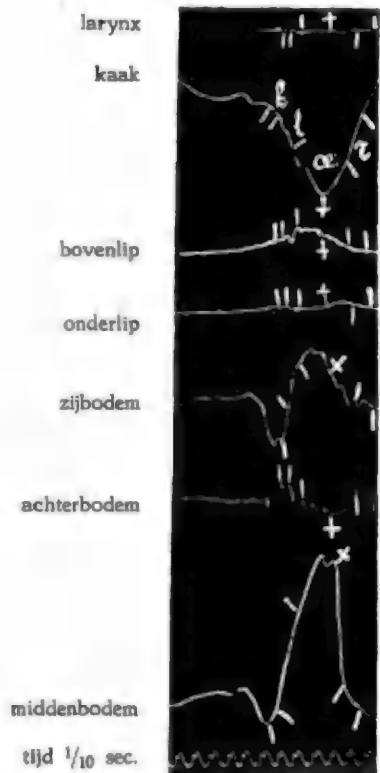 larynx
kaak
b l æ
bovenlip
onderlip
zijbodem
achterbodem
middenbodem
tijd 1/10 sec.